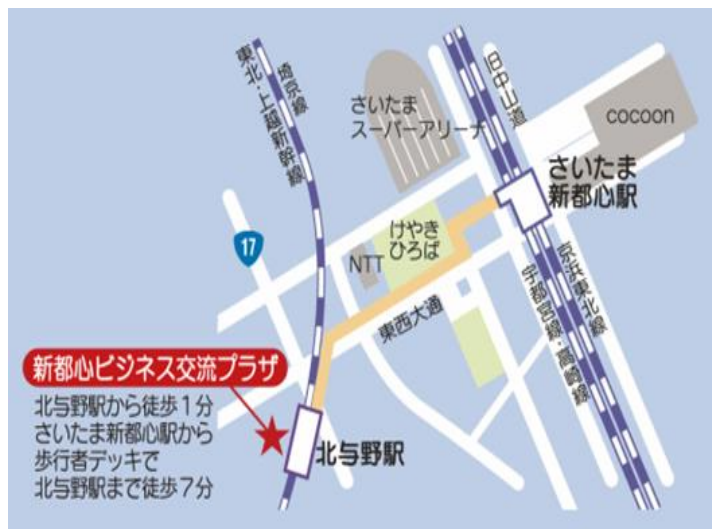 東北・上越新幹線
埼京線
さいたま
スーパーアリーナ
旧中山道
cocoon
さいたま
新都心駅
けやき
ひろば
17
NTT
東西大通
宇都宮線・高崎線
京浜東北線
新都心ビジネス交流プラザ
北与野駅から徒歩1分
さいたま新都心駅から
歩行者デッキで
北与野駅まで徒歩7分
北与野駅